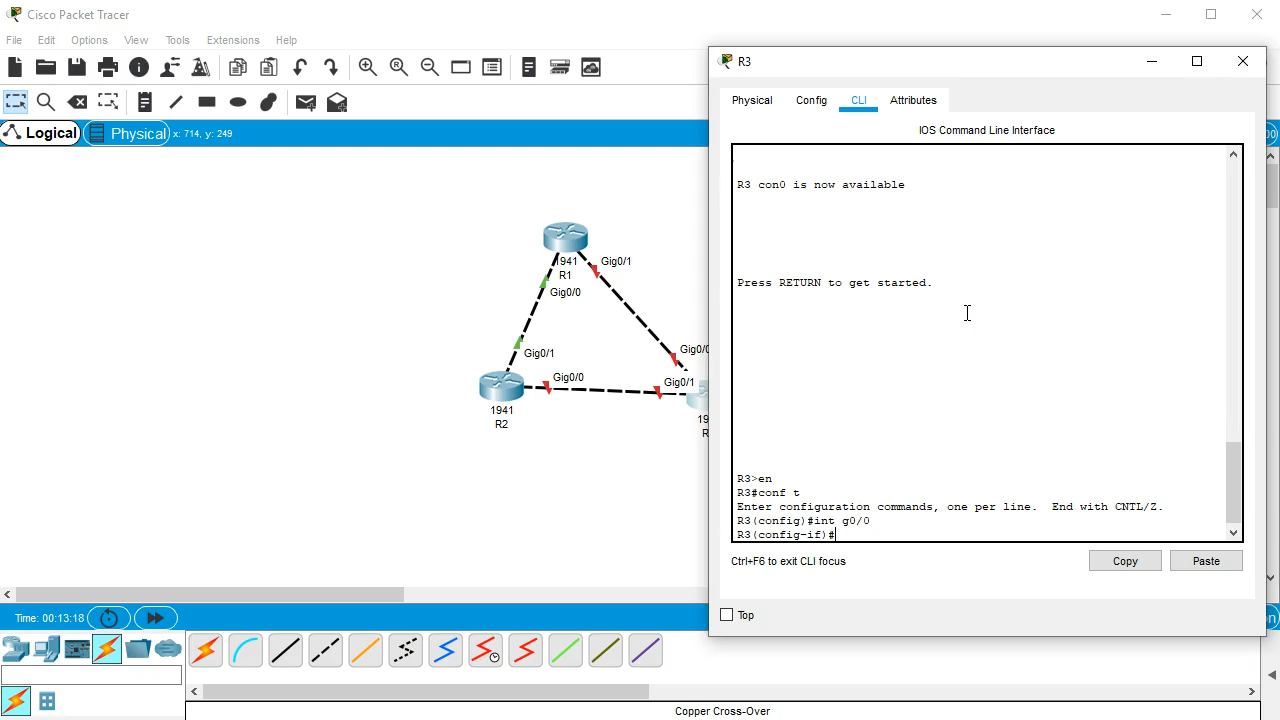 Cisco Packet Tracer
File Edit Options View Tools Extensions Help
R3
Physical Config CLI Attributes
Logical Physical x: 714, y: 249
IOS Command Line Interface
R3 con0 is now available
Press RETURN to get started.
R3>en
R3#conf t
Enter configuration commands, one per line.  End with CNTL/Z.
R3(config)#int g0/0
R3(config-if)#
Ctrl+F6 to exit CLI focus
Copy Paste
Top
1941
R1
Gig0/1
Gig0/0
Gig0/1
Gig0/0
Gig0/0
Gig0/1
1941
R2
Time: 00:13:18
Copper Cross-Over